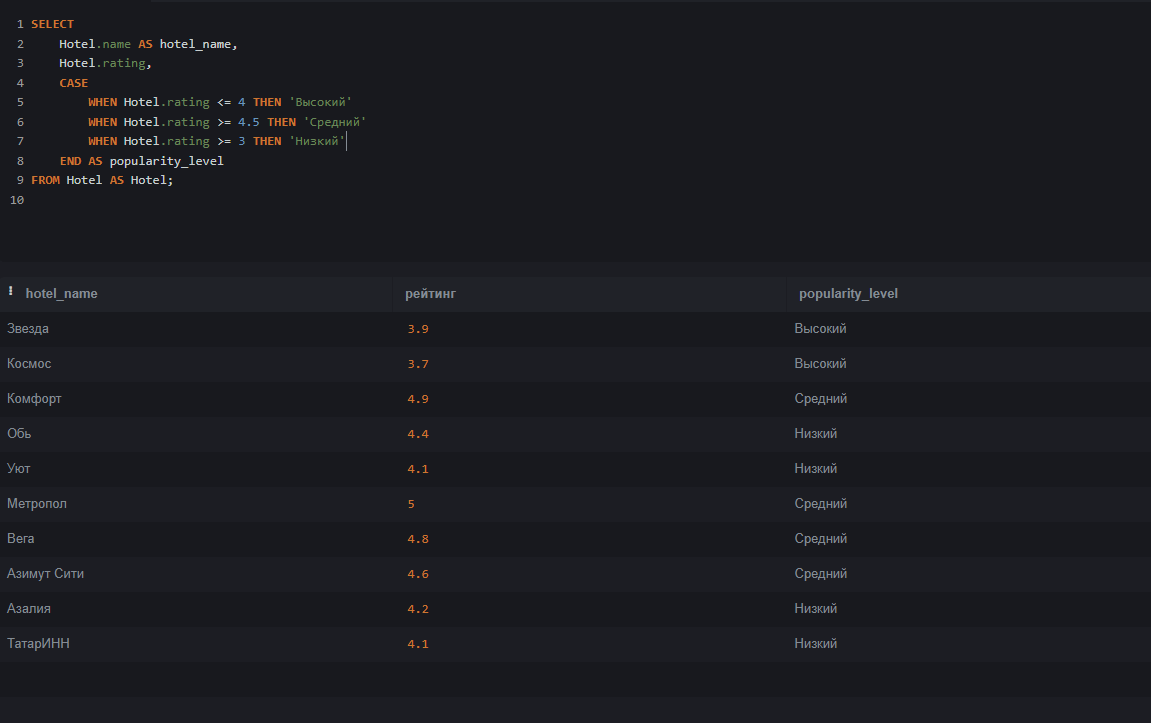 1 SELECT
2     Hotel.name AS hotel_name,
3     Hotel.rating,
4     CASE
5         WHEN Hotel.rating <= 4 THEN 'Высокий'
6         WHEN Hotel.rating >= 4.5 THEN 'Средний'
7         WHEN Hotel.rating >= 3 THEN 'Низкий'
8     END AS popularity_level
9 FROM Hotel AS Hotel;
10
hotel_name рейтинг popularity_level
Звезда 3.9 Высокий
Космос 3.7 Высокий
Комфорт 4.9 Средний
Обь 4.4 Низкий
Уют 4.1 Низкий
Метропол 5 Средний
Вега 4.8 Средний
Азимут Сити 4.6 Средний
Азалия 4.2 Низкий
ТатарИНН 4.1 Низкий